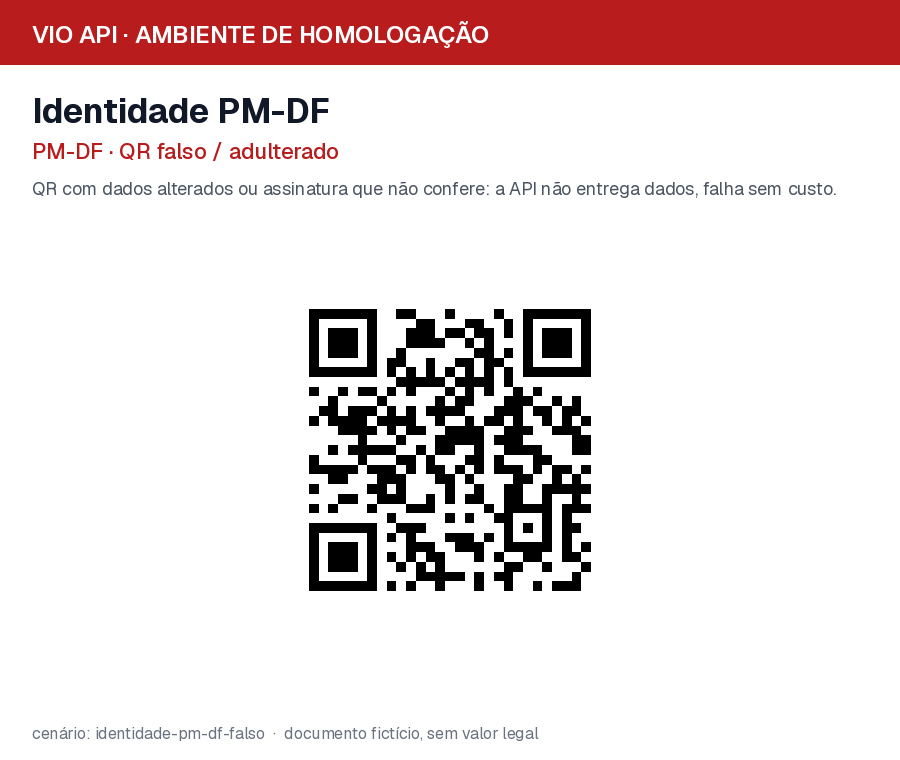 VIO API · AMBIENTE DE HOMOLOGAÇÃO
Identidade PM-DF
PM-DF · QR falso / adulterado
QR com dados alterados ou assinatura que não confere: a API não entrega dados, falha sem custo.
cenário: identidade-pm-df-falso · documento fictício, sem valor legal